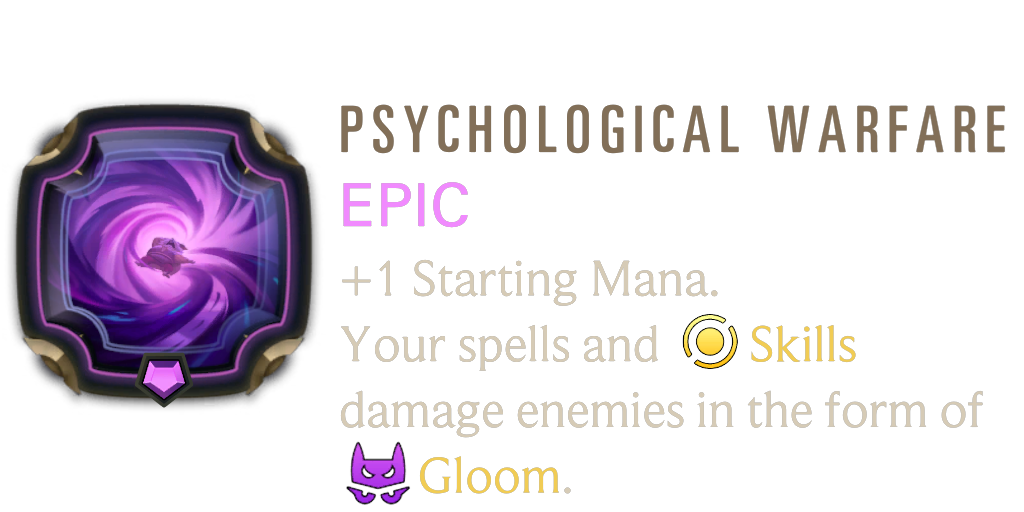 PSYCHOLOGICAL WARFARE
EPIC
+1 Starting Mana.
Your spells and Skills
damage enemies in the form of
Gloom.